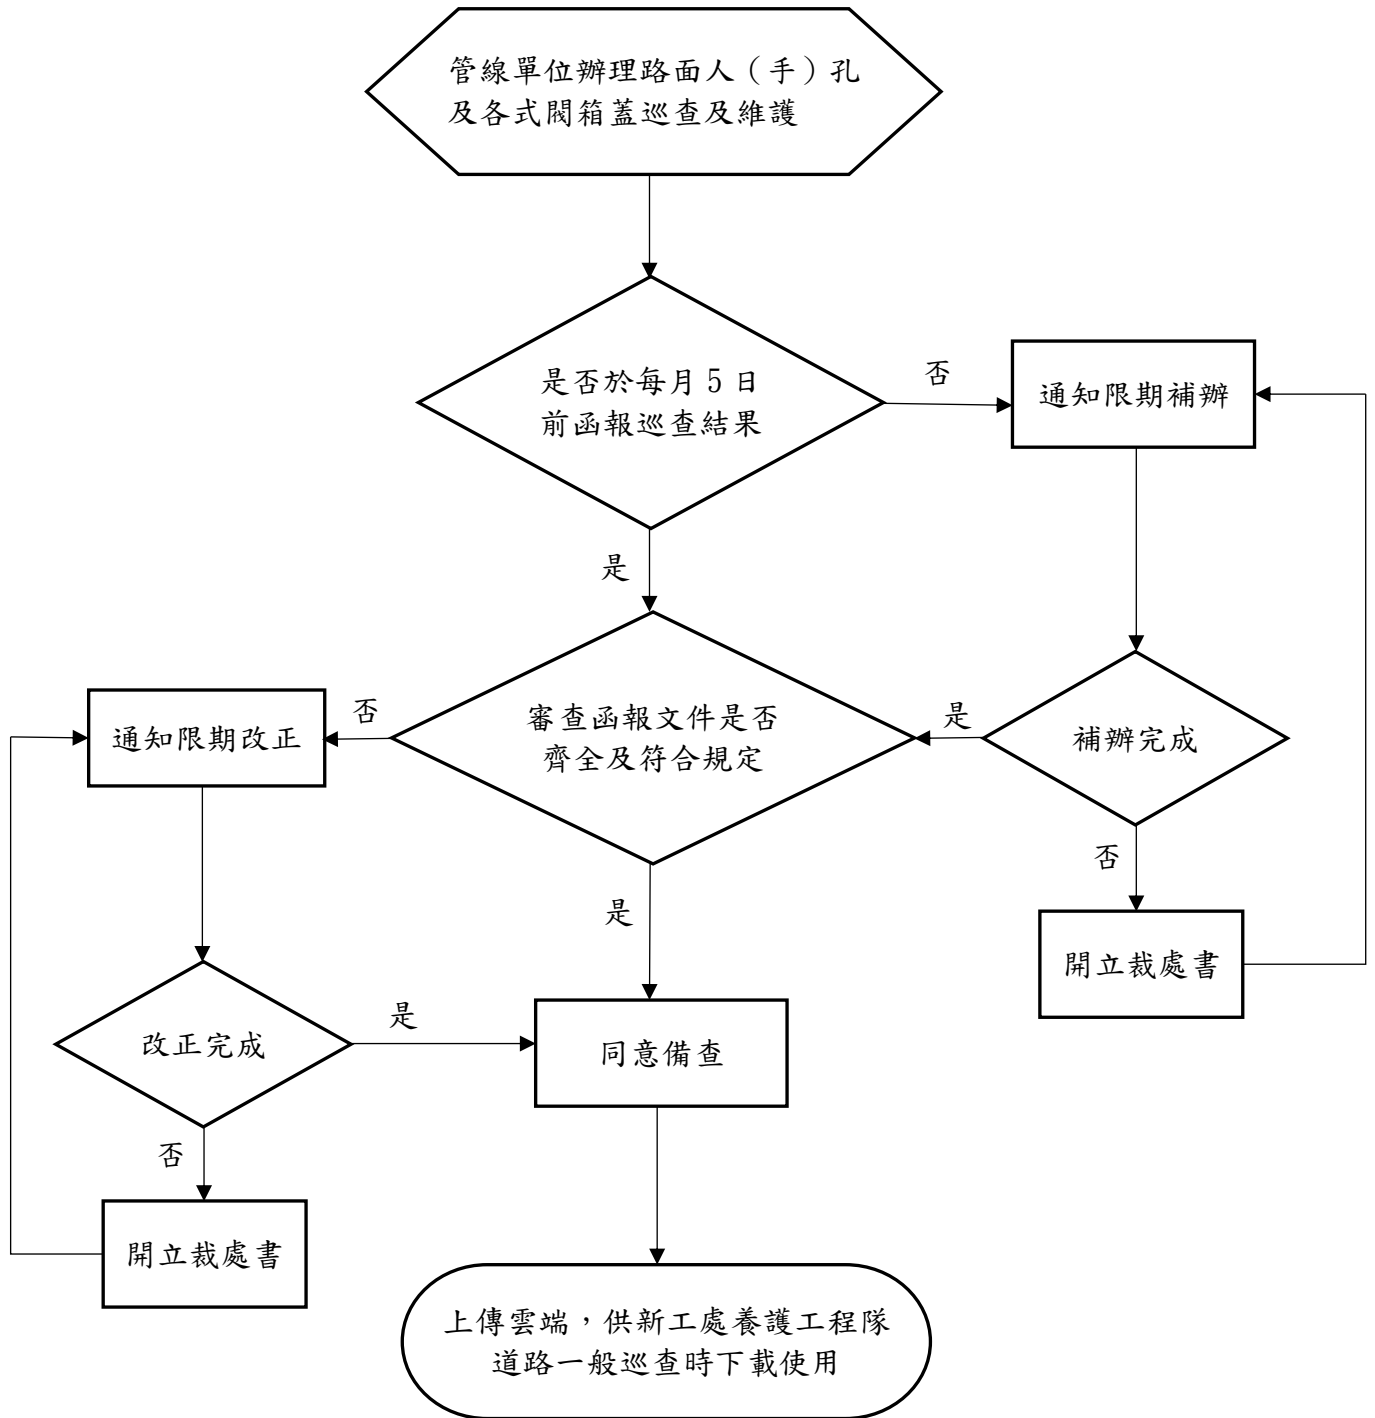 管線單位辦理路面人（手）孔
及各式閥箱蓋巡查及維護
是否於每月5日
前函報巡查結果
否
通知限期補辦
是
審查函報文件是否
齊全及符合規定
是
補辦完成
否
通知限期改正
否
開立裁處書
是
改正完成
是
同意備查
否
開立裁處書
上傳雲端，供新工處養護工程隊
道路一般巡查時下載使用